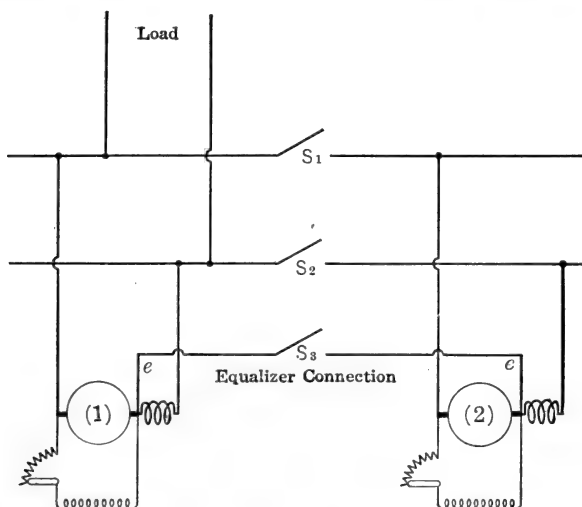 Load
S1
S2
S3
e
e
Equalizer Connection
(1)
(2)